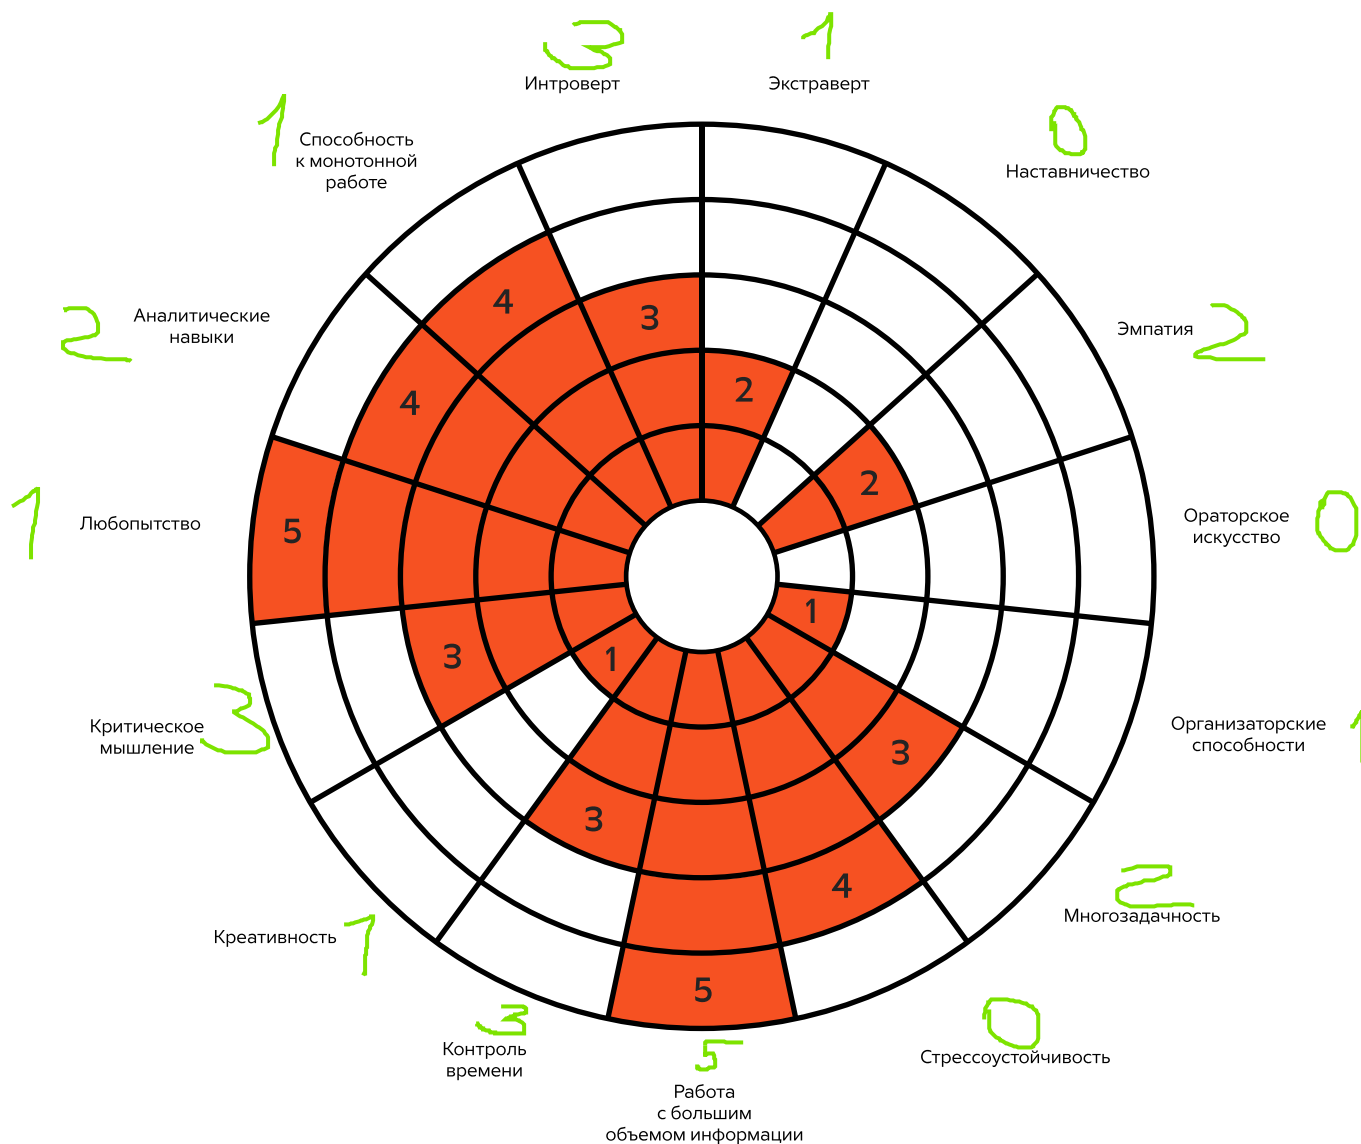 3
1
Интроверт
Экстраверт
1
0
Способность
к монотонной
работе
Наставничество
4
3
2
Аналитические
навыки
Эмпатия
2
2
4
2
5
1
Любопытство
Ораторское
искусство
0
1
3
1
3
Критическое
мышление
3
Организаторские
способности
1
3
4
2
Многозадачность
Креативность
1
5
3
Контроль
времени
0
Стрессоустойчивость
5
Работа
с большим
объемом информации